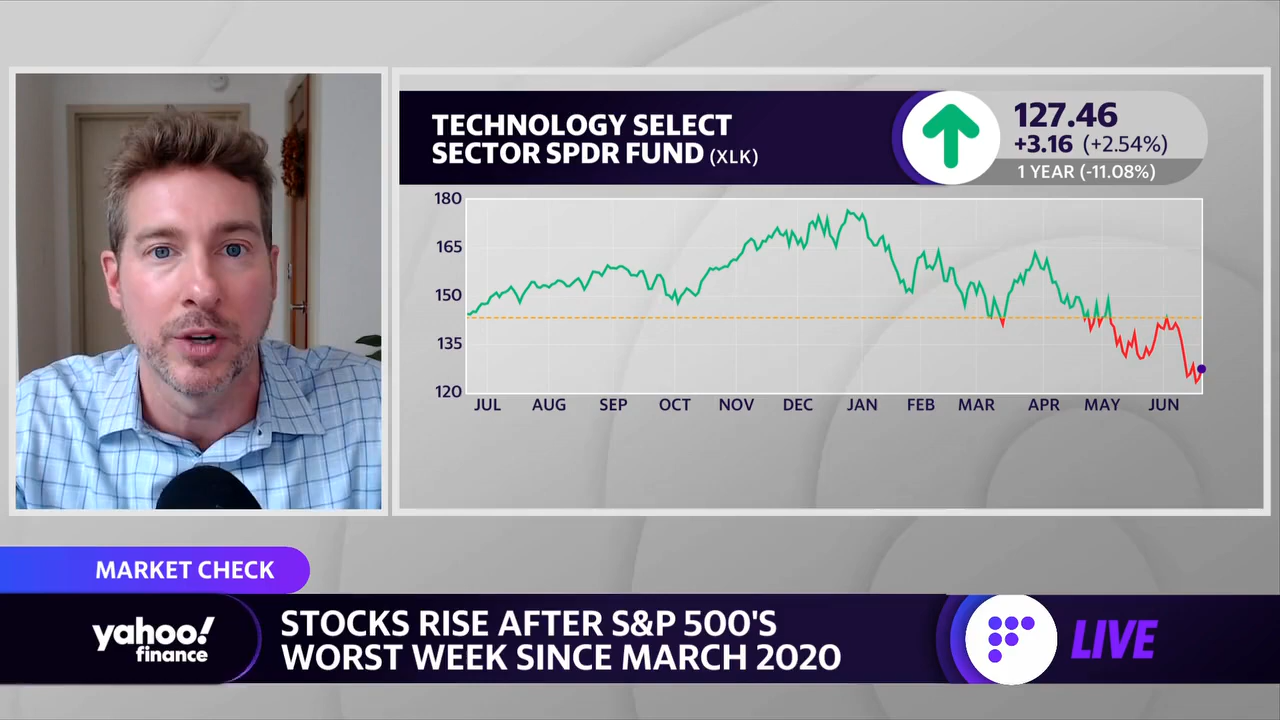 TECHNOLOGY SELECT
SECTOR SPDR FUND (XLK)
127.46
+3.16 (+2.54%)
1 YEAR (-11.08%)
180
165
150
135
120
JUL AUG SEP OCT NOV DEC JAN FEB MAR APR MAY JUN
MARKET CHECK
yahoo!
finance
STOCKS RISE AFTER S&P 500'S
WORST WEEK SINCE MARCH 2020
LIVE